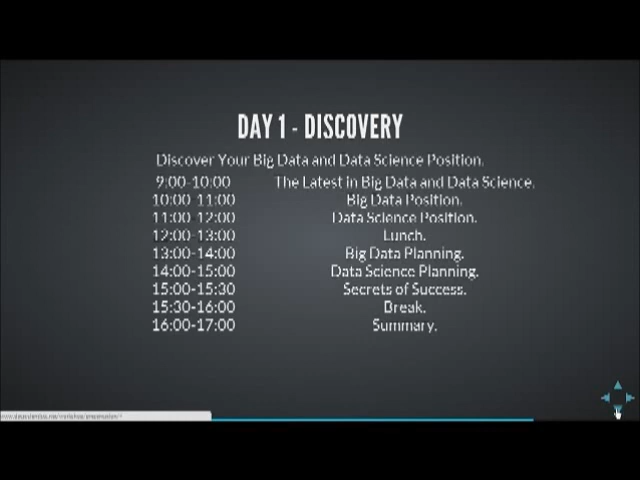 DAY 1 - DISCOVERY
Discover Your Big Data and Data Science Position.
9:00-10:00 The Latest in Big Data and Data Science.
10:00-11:00 Big Data Position.
11:00-12:00 Data Science Position.
12:00-13:00 Lunch.
13:00-14:00 Big Data Planning.
14:00-15:00 Data Science Planning.
15:00-15:30 Secrets of Success.
15:30-16:00 Break.
16:00-17:00 Summary.